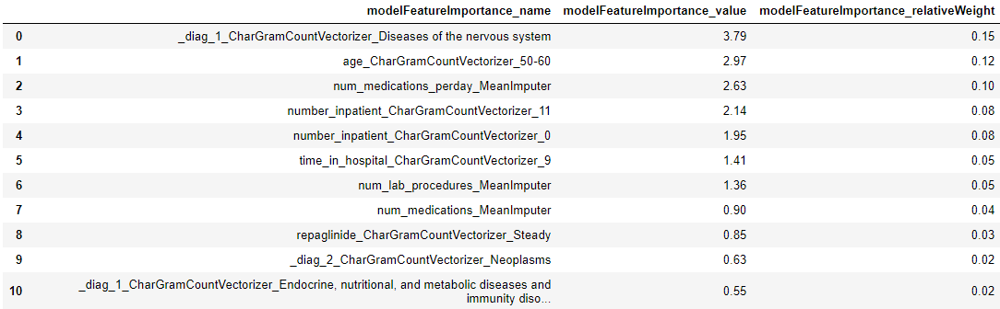 modelFeatureImportance_name modelFeatureImportance_value modelFeatureImportance_relativeWeight
0 _diag_1_CharGramCountVectorizer_Diseases of the nervous system 3.79 0.15
1 age_CharGramCountVectorizer_50-60 2.97 0.12
2 num_medications_perday_MeanImputer 2.63 0.10
3 number_inpatient_CharGramCountVectorizer_11 2.14 0.08
4 number_inpatient_CharGramCountVectorizer_0 1.95 0.08
5 time_in_hospital_CharGramCountVectorizer_9 1.41 0.05
6 num_lab_procedures_MeanImputer 1.36 0.05
7 num_medications_MeanImputer 0.90 0.04
8 repaglinide_CharGramCountVectorizer_Steady 0.85 0.03
9 _diag_2_CharGramCountVectorizer_Neoplasms 0.63 0.02
10 _diag_1_CharGramCountVectorizer_Endocrine, nutritional, and metabolic diseases and 0.55 0.02
immunity diso...